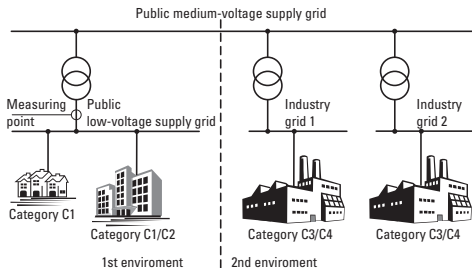 Public medium-voltage supply grid
Measuring
point
Public
low-voltage supply grid
Industry
grid 1
Industry
grid 2
Category C1
Category C1/C2
Category C3/C4
Category C3/C4
1st enviroment
2nd enviroment